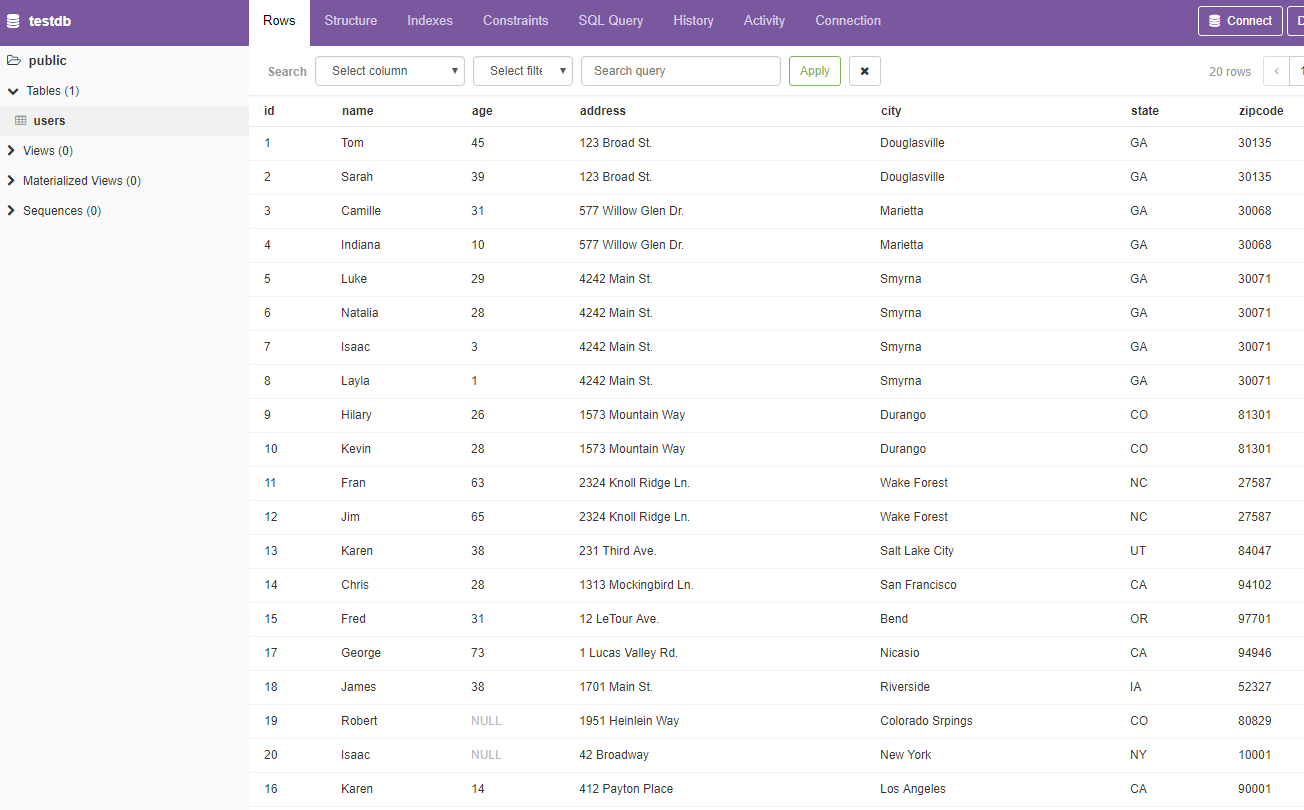 testdb Rows Structure Indexes Constraints SQL Query History Activity Connection Connect D
public
Search Select column Select filte Search query Apply 20 rows 1
Tables (1)
users
Views (0)
Materialized Views (0)
Sequences (0)
id name age address city state zipcode
1 Tom 45 123 Broad St. Douglasville GA 30135
2 Sarah 39 123 Broad St. Douglasville GA 30135
3 Camille 31 577 Willow Glen Dr. Marietta GA 30068
4 Indiana 10 577 Willow Glen Dr. Marietta GA 30068
5 Luke 29 4242 Main St. Smyrna GA 30071
6 Natalia 28 4242 Main St. Smyrna GA 30071
7 Isaac 3 4242 Main St. Smyrna GA 30071
8 Layla 1 4242 Main St. Smyrna GA 30071
9 Hilary 26 1573 Mountain Way Durango CO 81301
10 Kevin 28 1573 Mountain Way Durango CO 81301
11 Fran 63 2324 Knoll Ridge Ln. Wake Forest NC 27587
12 Jim 65 2324 Knoll Ridge Ln. Wake Forest NC 27587
13 Karen 38 231 Third Ave. Salt Lake City UT 84047
14 Chris 28 1313 Mockingbird Ln. San Francisco CA 94102
15 Fred 31 12 LeTour Ave. Bend OR 97701
17 George 73 1 Lucas Valley Rd. Nicasio CA 94946
18 James 38 1701 Main St. Riverside IA 52327
19 Robert NULL 1951 Heinlein Way Colorado Srpings CO 80829
20 Isaac NULL 42 Broadway New York NY 10001
16 Karen 14 412 Payton Place Los Angeles CA 90001